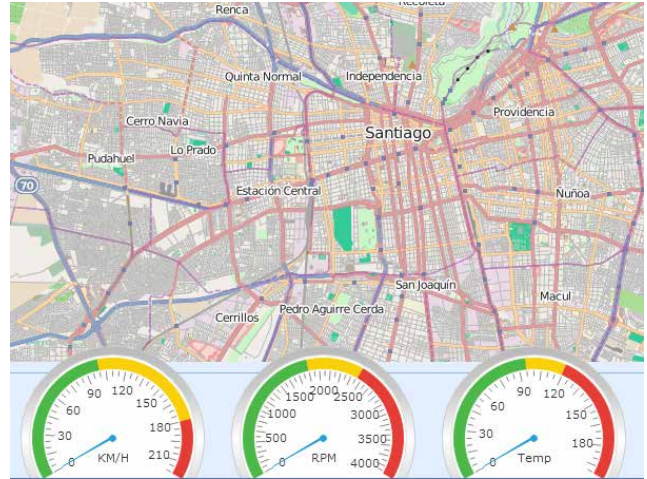 Renca
Recoleta
Quinta Normal
Independencia
Cerro Navia
Providencia
Santiago
Lo Prado
Pudahuel
70
Estación Central
Ñuñoa
San Joaquín
Macul
Pedro Aguirre Cerda
Cerrillos
0 30 60 90 120 150 180 210
KM/H
0 500 1000 1500 2000 2500 3000 3500 4000
RPM
0 30 60 90 120 150 180
Temp